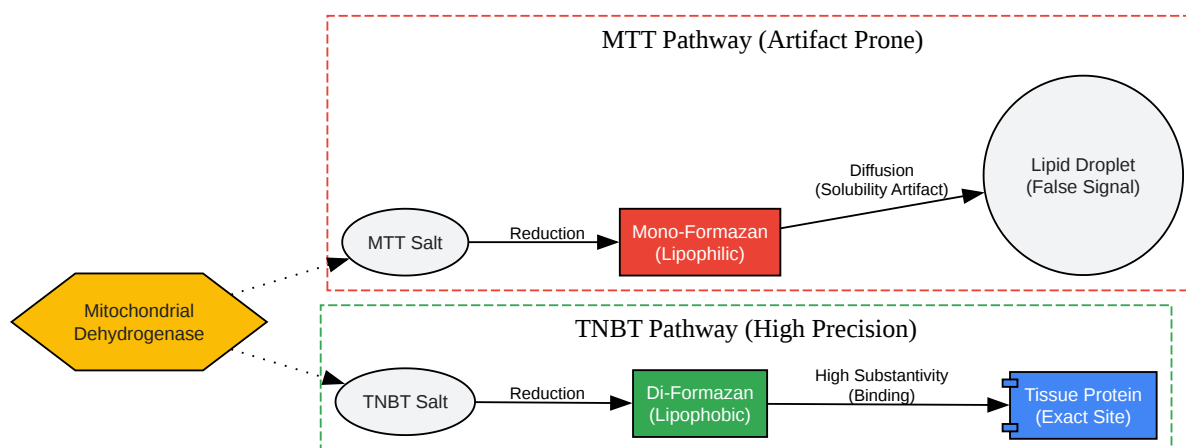 MTT Pathway (Artifact Prone)
Lipid Droplet
(False Signal)
Diffusion
(Solubility Artifact)
MTT Salt
Reduction
Mono-Formazan
(Lipophilic)
Mitochondrial
Dehydrogenase
TNBT Pathway (High Precision)
TNBT Salt
Reduction
Di-Formazan
(Lipophobic)
High Substantivity
(Binding)
Tissue Protein
(Exact Site)